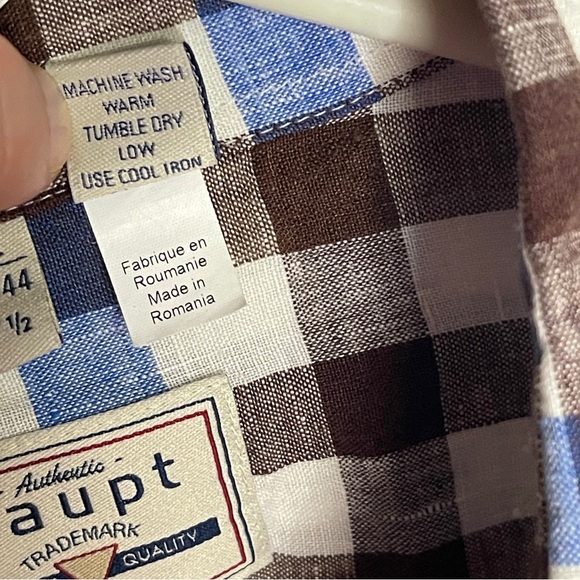 MACHINE WASH
WARM
TUMBLE DRY
LOW
USE COOL IRON
Fabrique en
Roumanie
Made in
Romania
44
1/2
Authentic
aupt
TRADEMARK
QUALITY